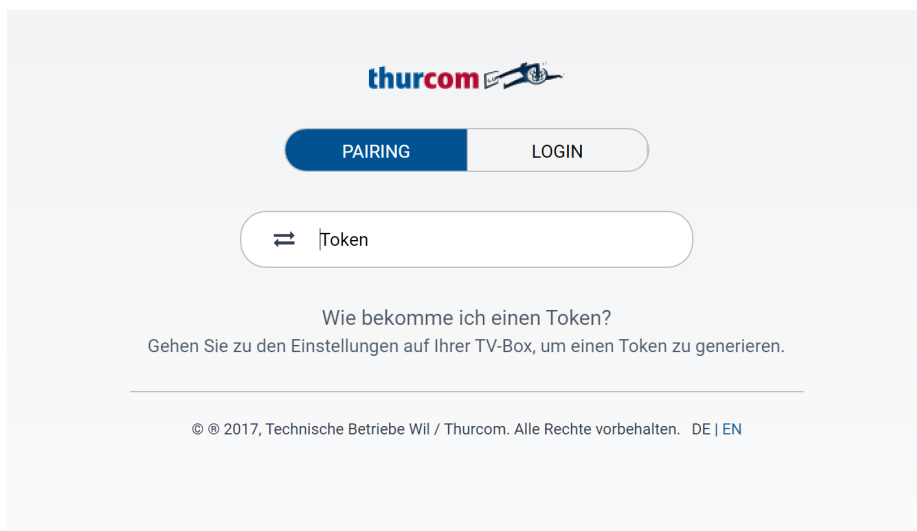 thurcom
PAIRING
LOGIN
Token
Wie bekomme ich einen Token?
Gehen Sie zu den Einstellungen auf Ihrer TV-Box, um einen Token zu generieren.
© ® 2017, Technische Betriebe Wil / Thurcom. Alle Rechte vorbehalten. DE | EN